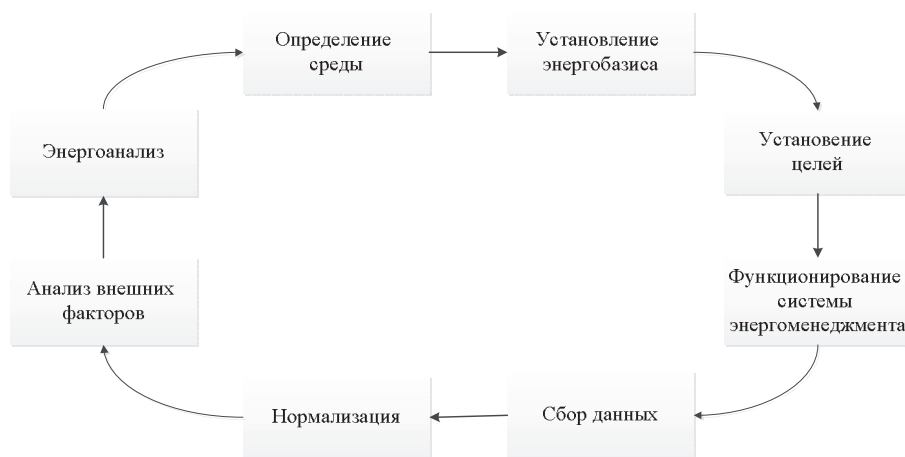 Определение
среды
Установление
энергобазиса
Установение
целей
Функционирование
системы
энергоменеджмента
Сбор данных
Нормализация
Анализ внешних
факторов
Энергоанализ